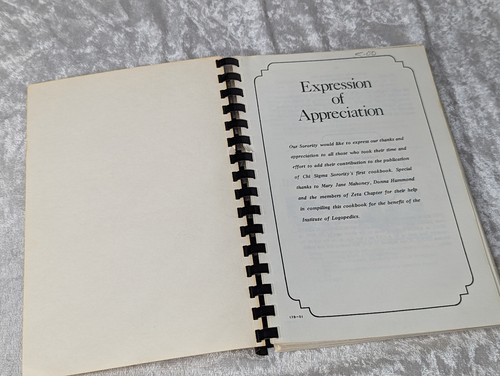 Expression
of
Appreciation
Our Sorority would like to express our thanks and
appreciation to all those who took their time and
effort to add their contribution to the publication
of Chi Sigma Sorority's first cookbook. Special
thanks to Mary Jane Mahoney, Donna Hammond
and the members of Zeta Chapter for their help
in compiling this cookbook for the benefit of the
Institute of Logopedics.